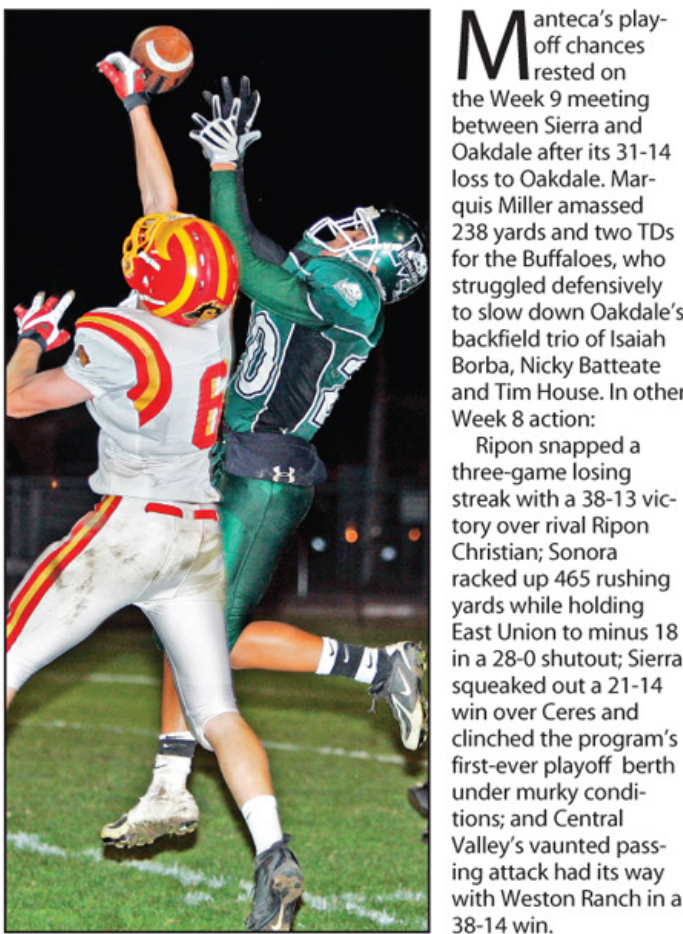 Manteca's play-
off chances
rested on
the Week 9 meeting
between Sierra and
Oakdale after its 31-14
loss to Oakdale. Mar-
quis Miller amassed
238 yards and two TDs
for the Buffaloes, who
struggled defensively
to slow down Oakdale's
backfield trio of Isaiah
Borba, Nicky Batteate
and Tim House. In other
Week 8 action:
Ripon snapped a
three-game losing
streak with a 38-13 vic-
tory over rival Ripon
Christian; Sonora
racked up 465 rushing
yards while holding
East Union to minus 18
in a 28-0 shutout; Sierra
squeaked out a 21-14
win over Ceres and
clinched the program's
first-ever playoff berth
under murky condi-
tions; and Central
Valley's vaunted pass-
ing attack had its way
with Weston Ranch in a
38-14 win.
6
20